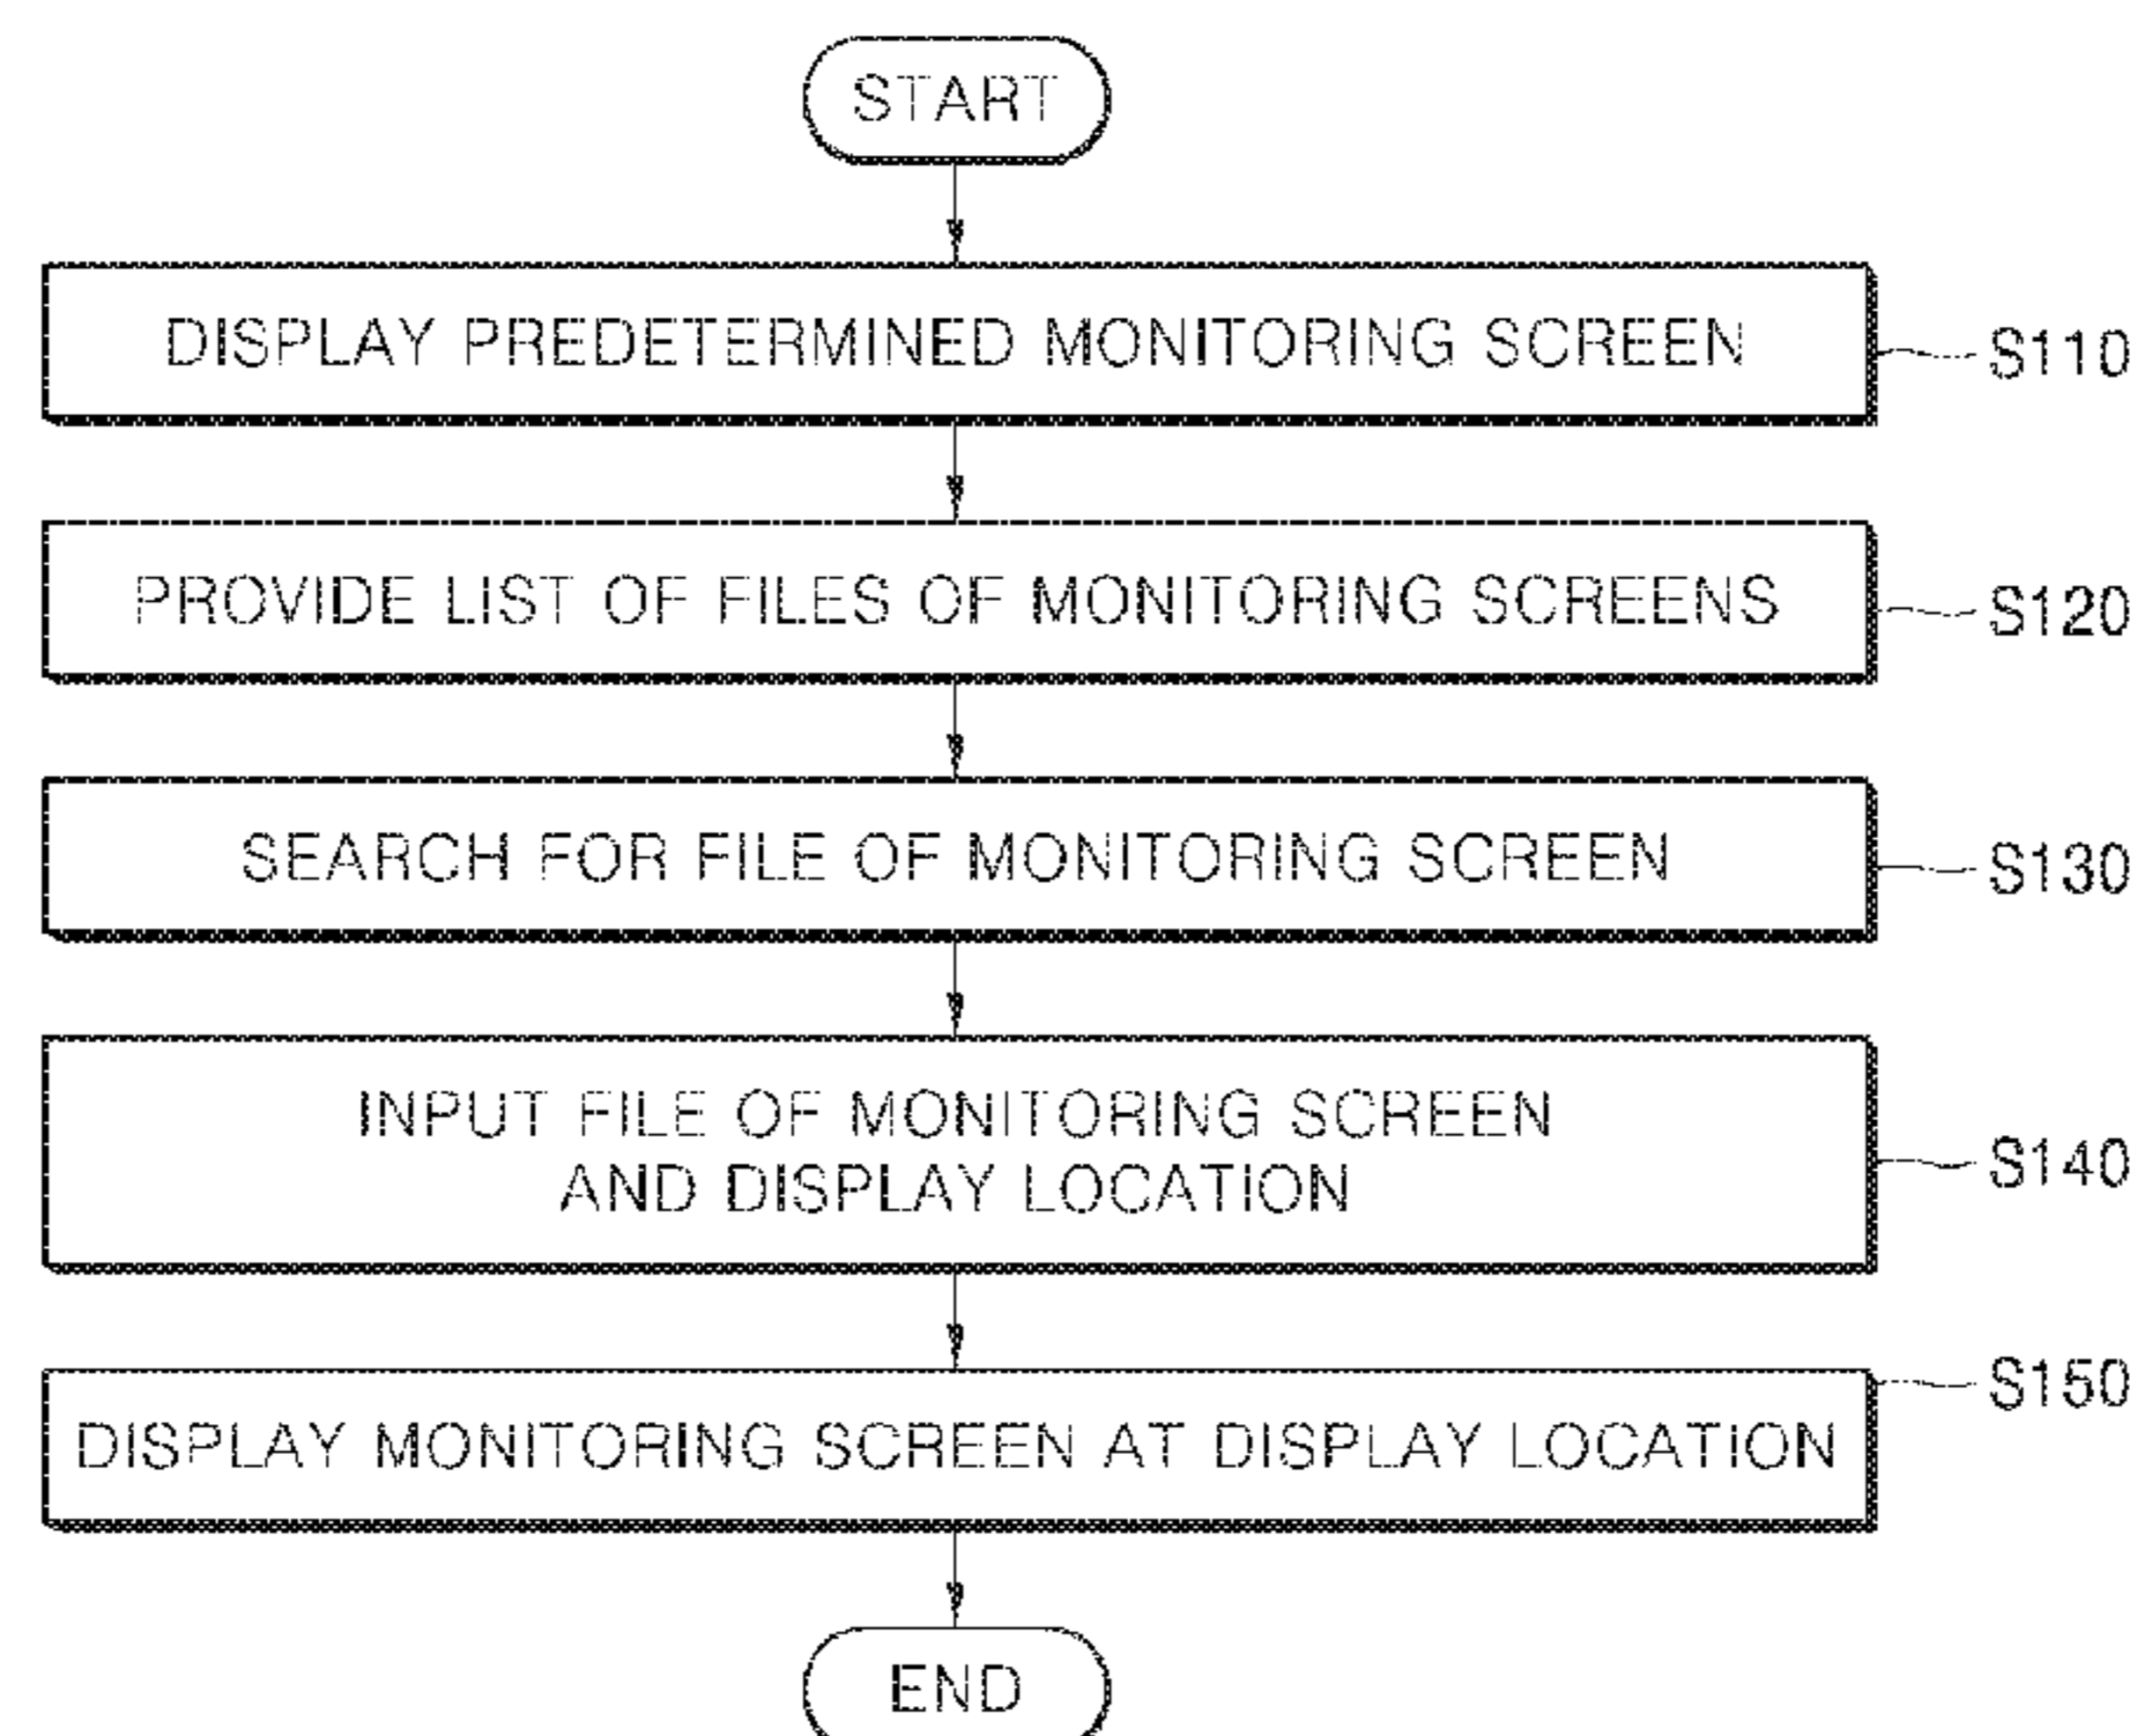 START
DISPLAY PREDETERMINED MONITORING SCREEN
S110
PROVIDE LIST OF FILES OF MONITORING SCREENS
S120
SEARCH FOR FILE OF MONITORING SCREEN
S130
INPUT FILE OF MONITORING SCREEN
AND DISPLAY LOCATION
S140
DISPLAY MONITORING SCREEN AT DISPLAY LOCATION
S150
END